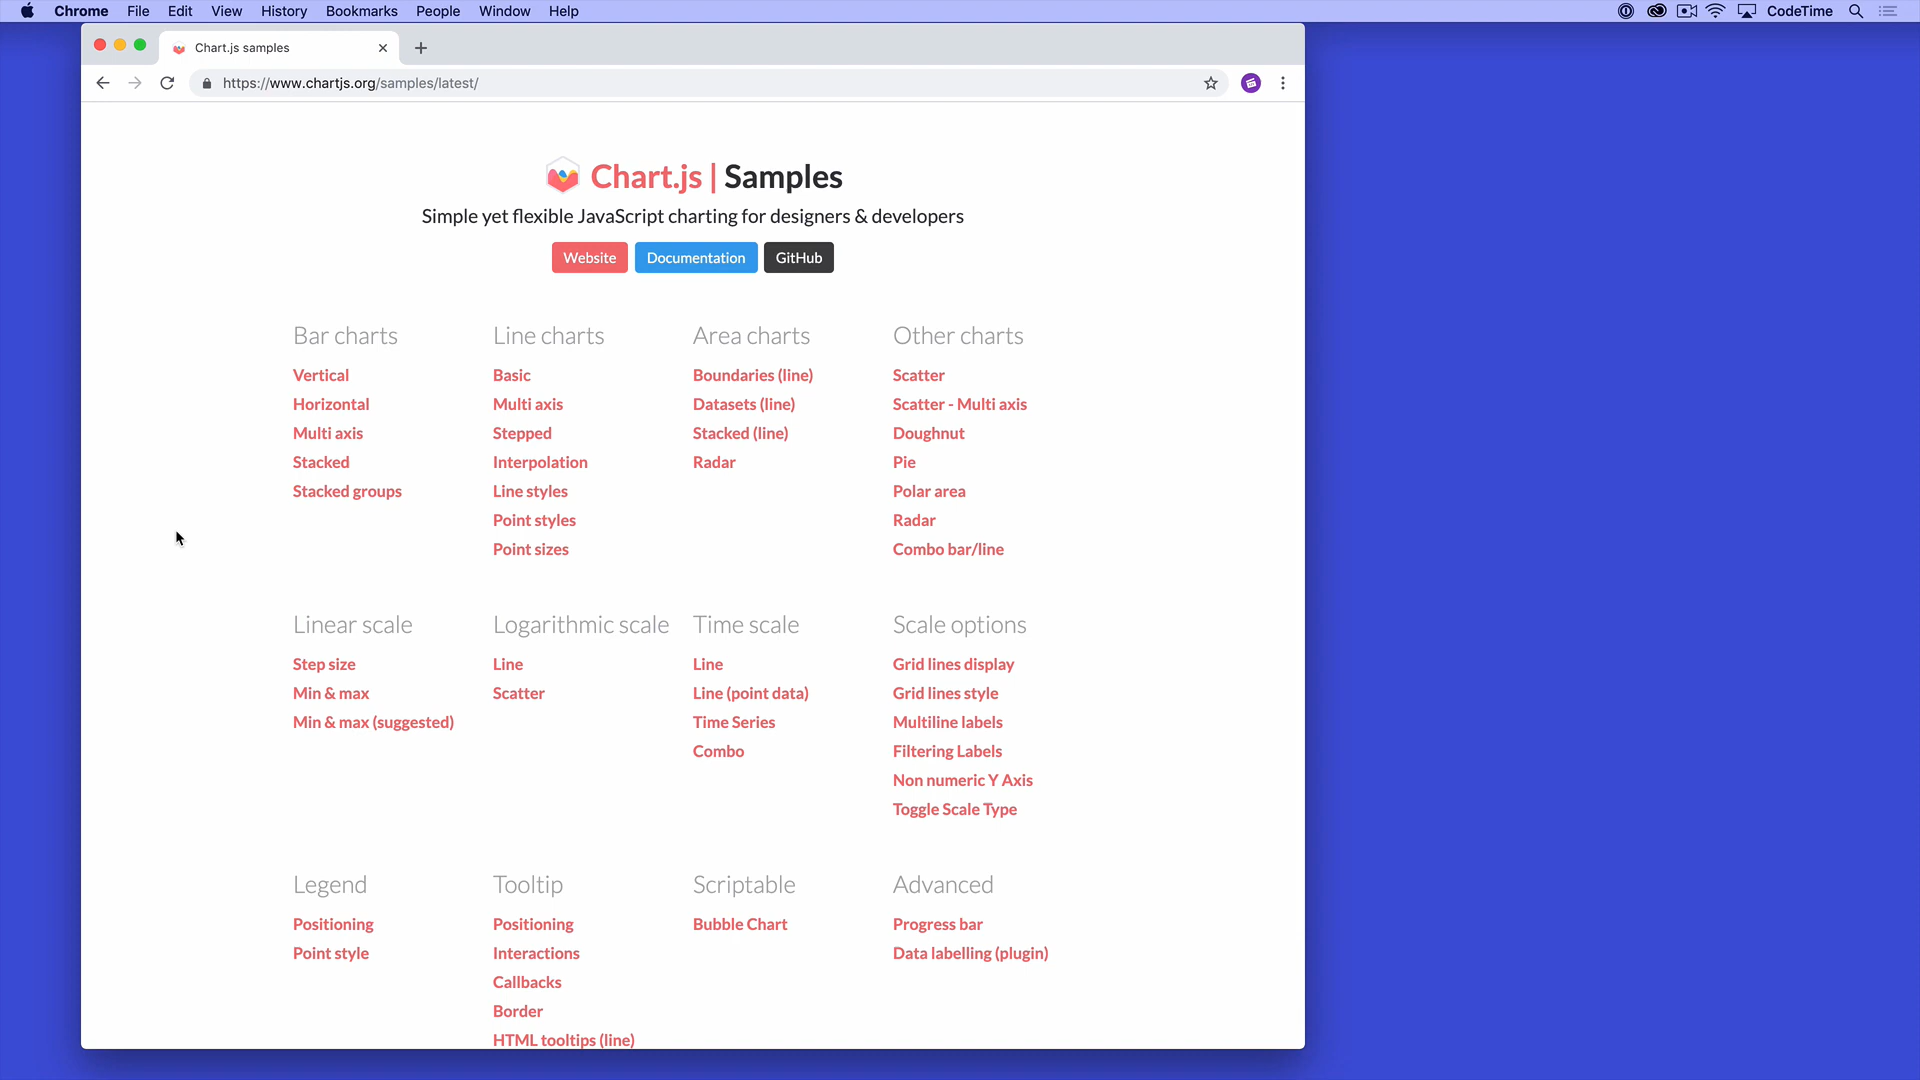 Chrome File Edit View History Bookmarks People Window Help CodeTime
Chart.js samples
https://www.chartjs.org/samples/latest/
Chart.js | Samples
Simple yet flexible JavaScript charting for designers & developers
Website Documentation GitHub
Bar charts
Vertical
Horizontal
Multi axis
Stacked
Stacked groups
Line charts
Basic
Multi axis
Stepped
Interpolation
Line styles
Point styles
Point sizes
Area charts
Boundaries (line)
Datasets (line)
Stacked (line)
Radar
Other charts
Scatter
Scatter - Multi axis
Doughnut
Pie
Polar area
Radar
Combo bar/line
Linear scale
Step size
Min & max
Min & max (suggested)
Logarithmic scale
Line
Scatter
Time scale
Line
Line (point data)
Time Series
Combo
Scale options
Grid lines display
Grid lines style
Multiline labels
Filtering Labels
Non numeric Y Axis
Toggle Scale Type
Legend
Positioning
Point style
Tooltip
Positioning
Interactions
Callbacks
Border
HTML tooltips (line)
Scriptable
Bubble Chart
Advanced
Progress bar
Data labelling (plugin)